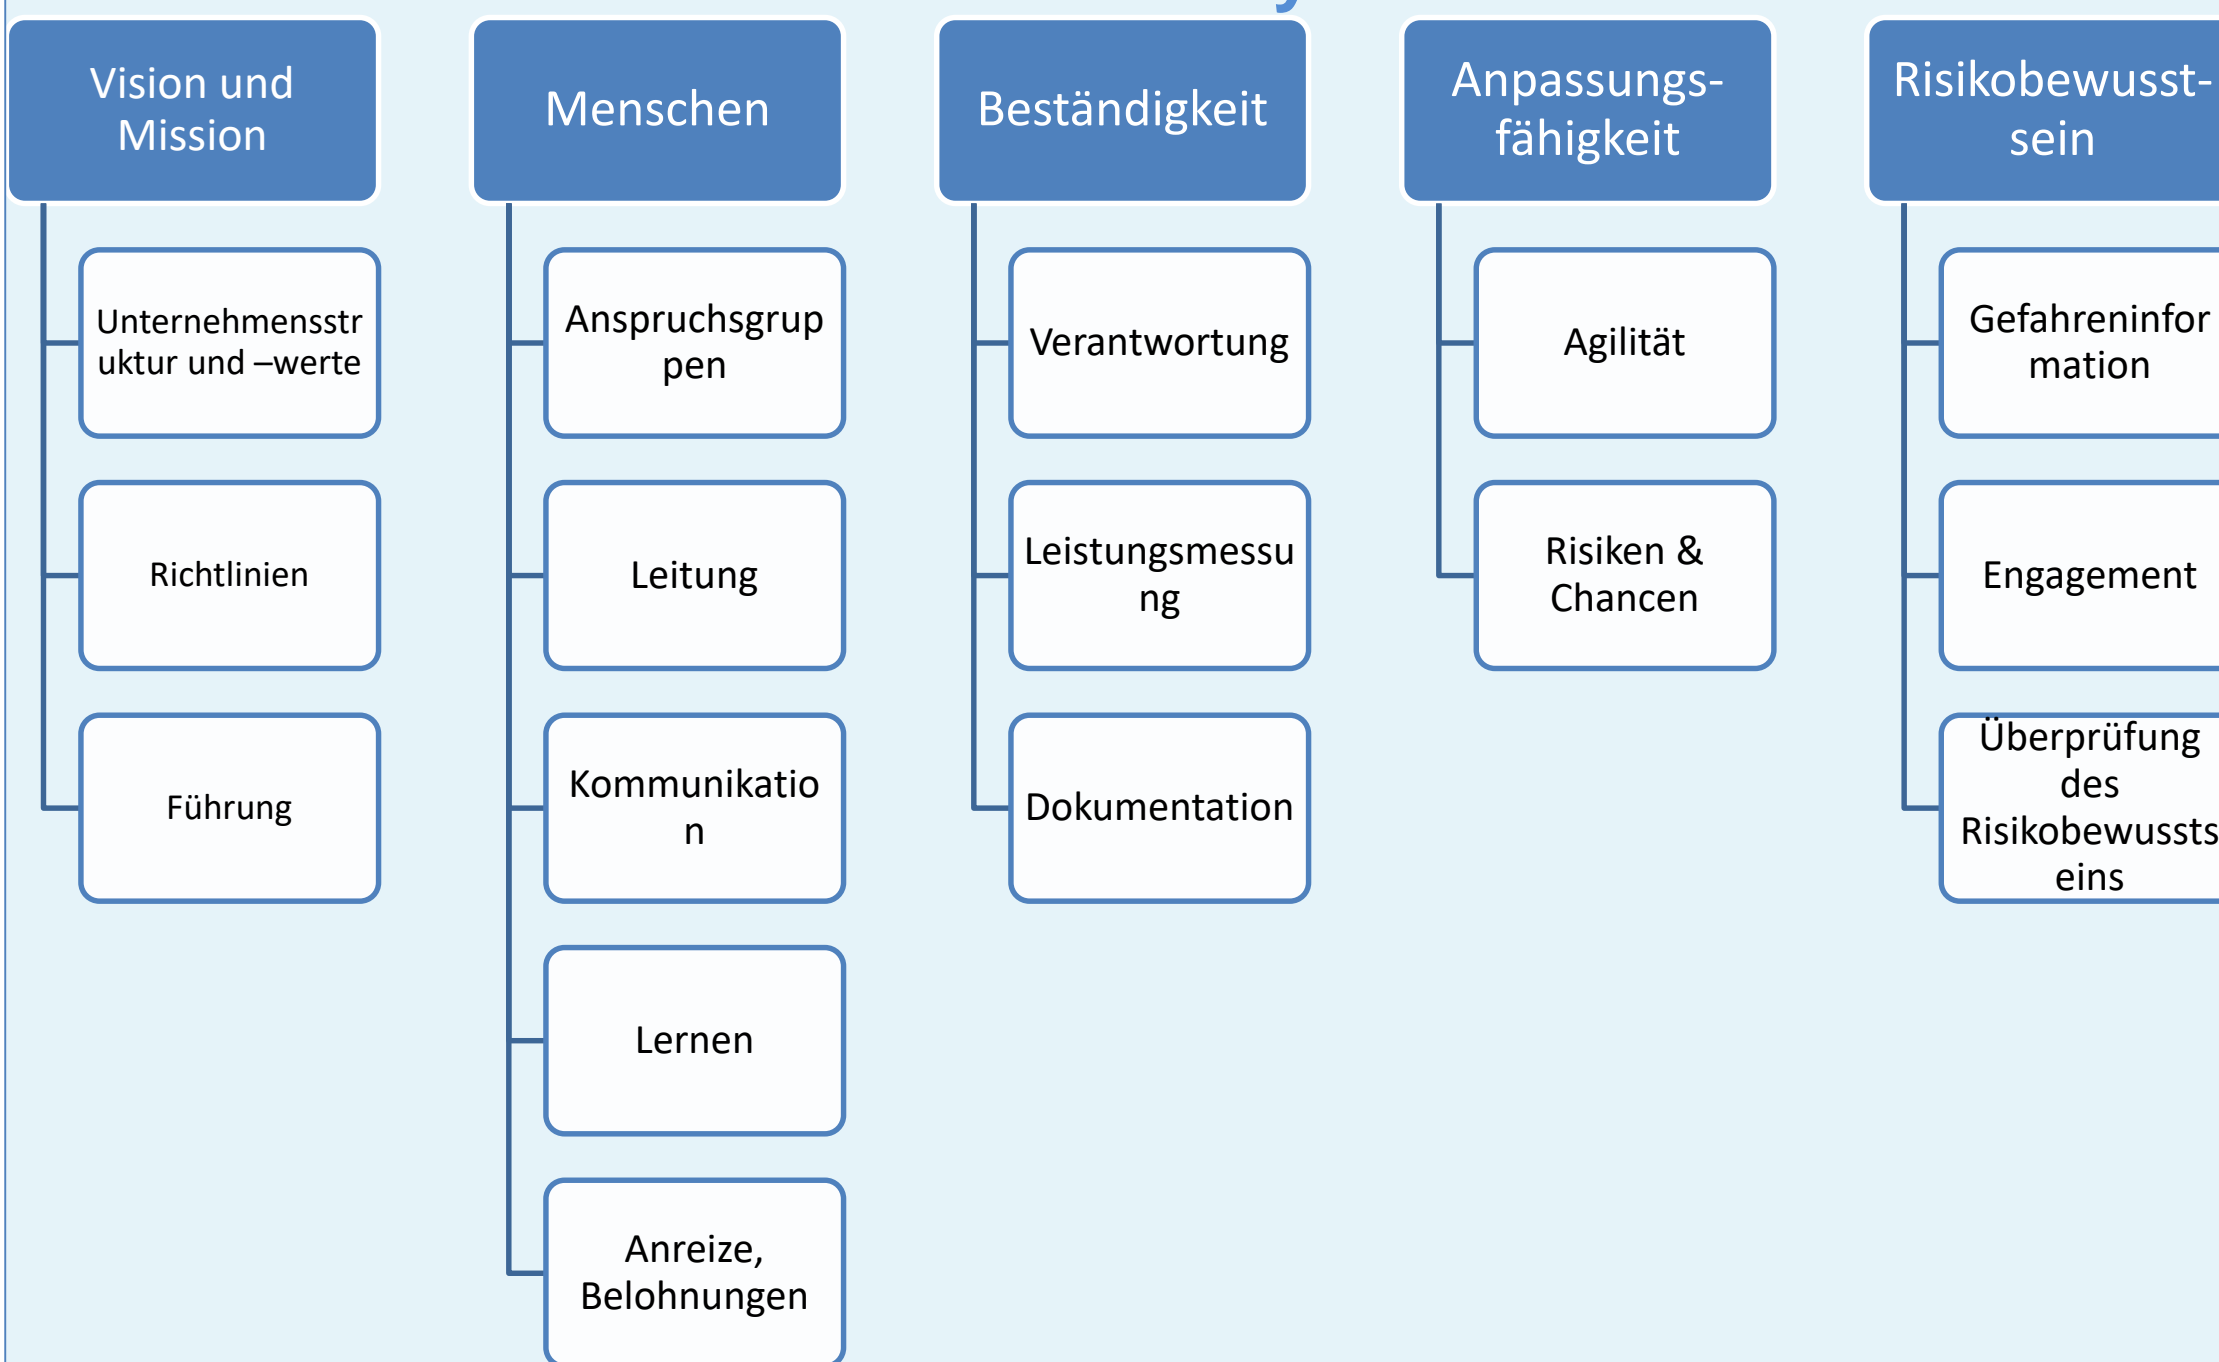 Vision und
Mission
Unternehmensstr
uktur und –werte
Richtlinien
Führung
Menschen
Anspruchsgrup
pen
Leitung
Kommunikatio
n
Lernen
Anreize,
Belohnungen
Beständigkeit
Verantwortung
Leistungsmessu
ng
Dokumentation
Anpassungs-
fähigkeit
Agilität
Risiken &
Chancen
Risikobewusst-
sein
Gefahreninfor
mation
Engagement
Überprüfung
des
Risikobewussts
eins